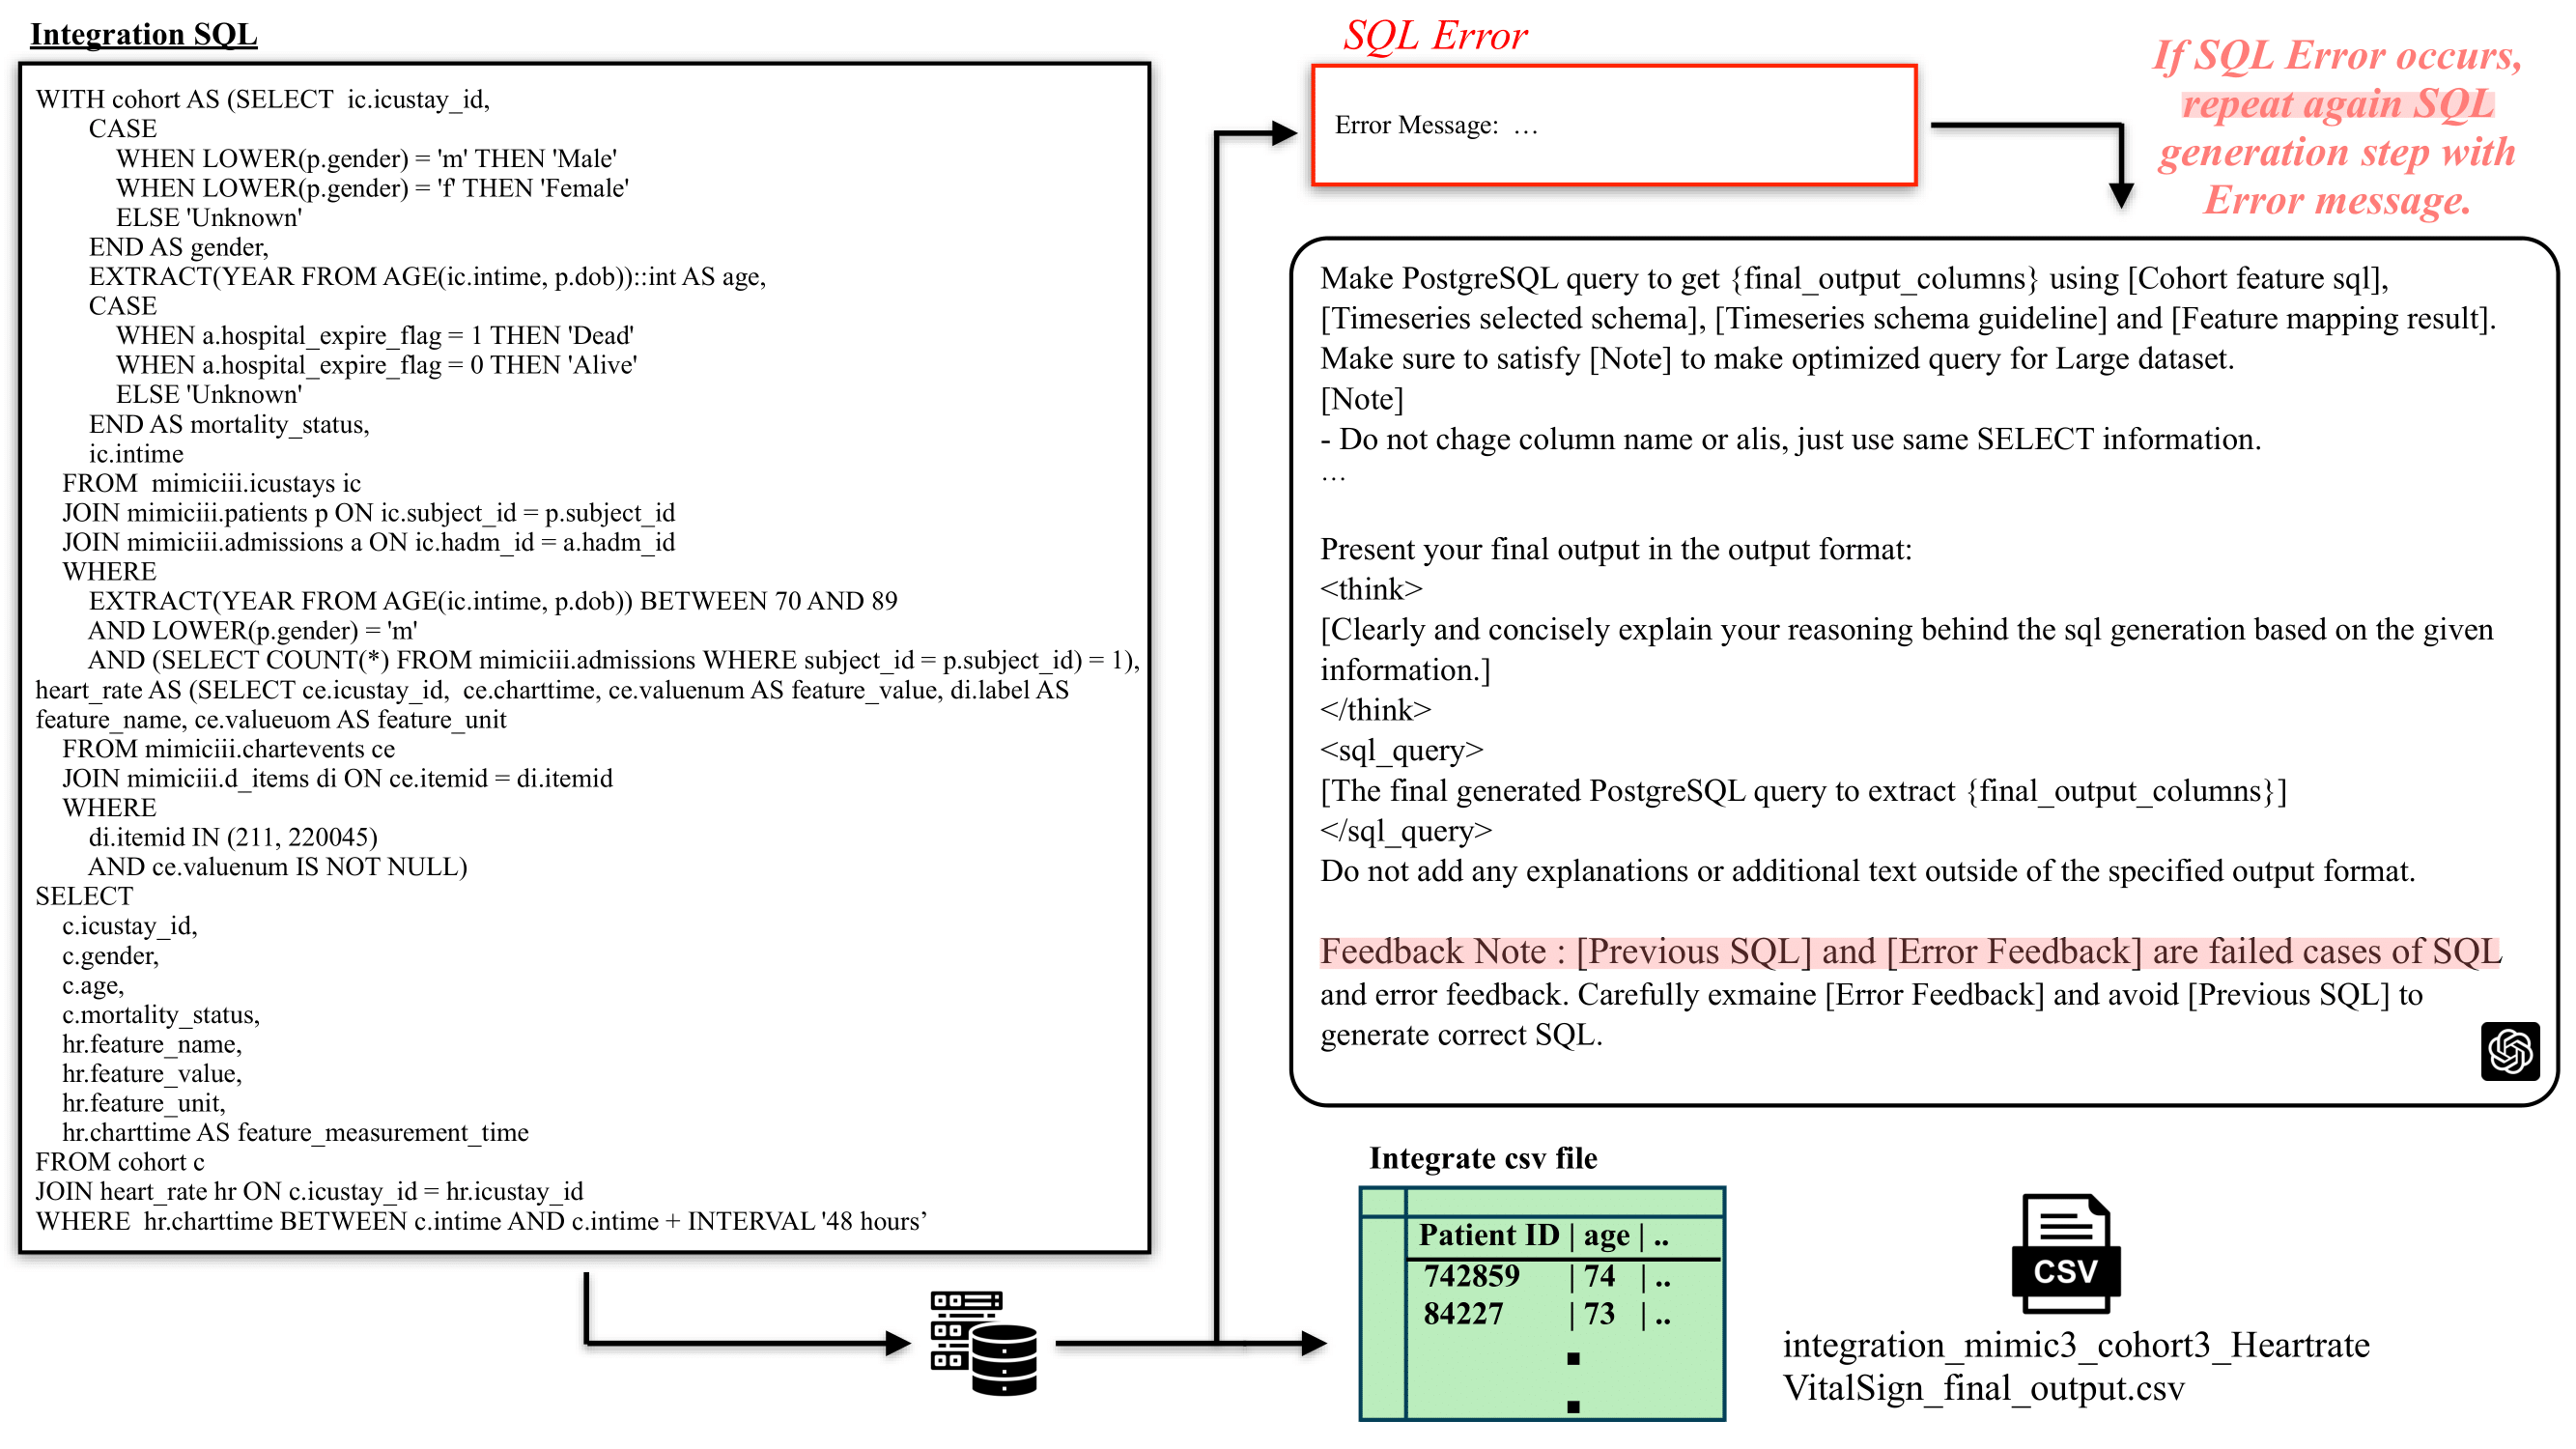 Integration SQL
WITH cohort AS (SELECT  ic.icustay_id,
CASE
WHEN LOWER(p.gender) = 'm' THEN 'Male'
WHEN LOWER(p.gender) = 'f' THEN 'Female'
ELSE 'Unknown'
END AS gender,
EXTRACT(YEAR FROM AGE(ic.intime, p.dob))::int AS age,
CASE
WHEN a.hospital_expire_flag = 1 THEN 'Dead'
WHEN a.hospital_expire_flag = 0 THEN 'Alive'
ELSE 'Unknown'
END AS mortality_status,
ic.intime
FROM  mimiciii.icustays ic
JOIN mimiciii.patients p ON ic.subject_id = p.subject_id
JOIN mimiciii.admissions a ON ic.hadm_id = a.hadm_id
WHERE
EXTRACT(YEAR FROM AGE(ic.intime, p.dob)) BETWEEN 70 AND 89
AND LOWER(p.gender) = 'm'
AND (SELECT COUNT(*) FROM mimiciii.admissions WHERE subject_id = p.subject_id) = 1),
heart_rate AS (SELECT ce.icustay_id,  ce.charttime, ce.valuenum AS feature_value, di.label AS
feature_name, ce.valueuom AS feature_unit
FROM mimiciii.chartevents ce
JOIN mimiciii.d_items di ON ce.itemid = di.itemid
WHERE
di.itemid IN (211, 220045)
AND ce.valuenum IS NOT NULL)
SELECT
c.icustay_id,
c.gender,
c.age,
c.mortality_status,
hr.feature_name,
hr.feature_value,
hr.feature_unit,
hr.charttime AS feature_measurement_time
FROM cohort c
JOIN heart_rate hr ON c.icustay_id = hr.icustay_id
WHERE  hr.charttime BETWEEN c.intime AND c.intime + INTERVAL '48 hours’
SQL Error
Error Message:  …
If SQL Error occurs,
repeat again SQL
generation step with
Error message.
Make PostgreSQL query to get {final_output_columns} using [Cohort feature sql],
[Timeseries selected schema], [Timeseries schema guideline] and [Feature mapping result].
Make sure to satisfy [Note] to make optimized query for Large dataset.
[Note]
- Do not chage column name or alis, just use same SELECT information.
…
Present your final output in the output format:
<think>
[Clearly and concisely explain your reasoning behind the sql generation based on the given
information.]
</think>
<sql_query>
[The final generated PostgreSQL query to extract {final_output_columns}]
</sql_query>
Do not add any explanations or additional text outside of the specified output format.
Feedback Note : [Previous SQL] and [Error Feedback] are failed cases of SQL
and error feedback. Carefully exmaine [Error Feedback] and avoid [Previous SQL] to
generate correct SQL.
Integrate csv file
Patient ID | age | ..
742859 | 74 | ..
84227 | 73 | ..
CSV
integration_mimic3_cohort3_Heartrate
VitalSign_final_output.csv